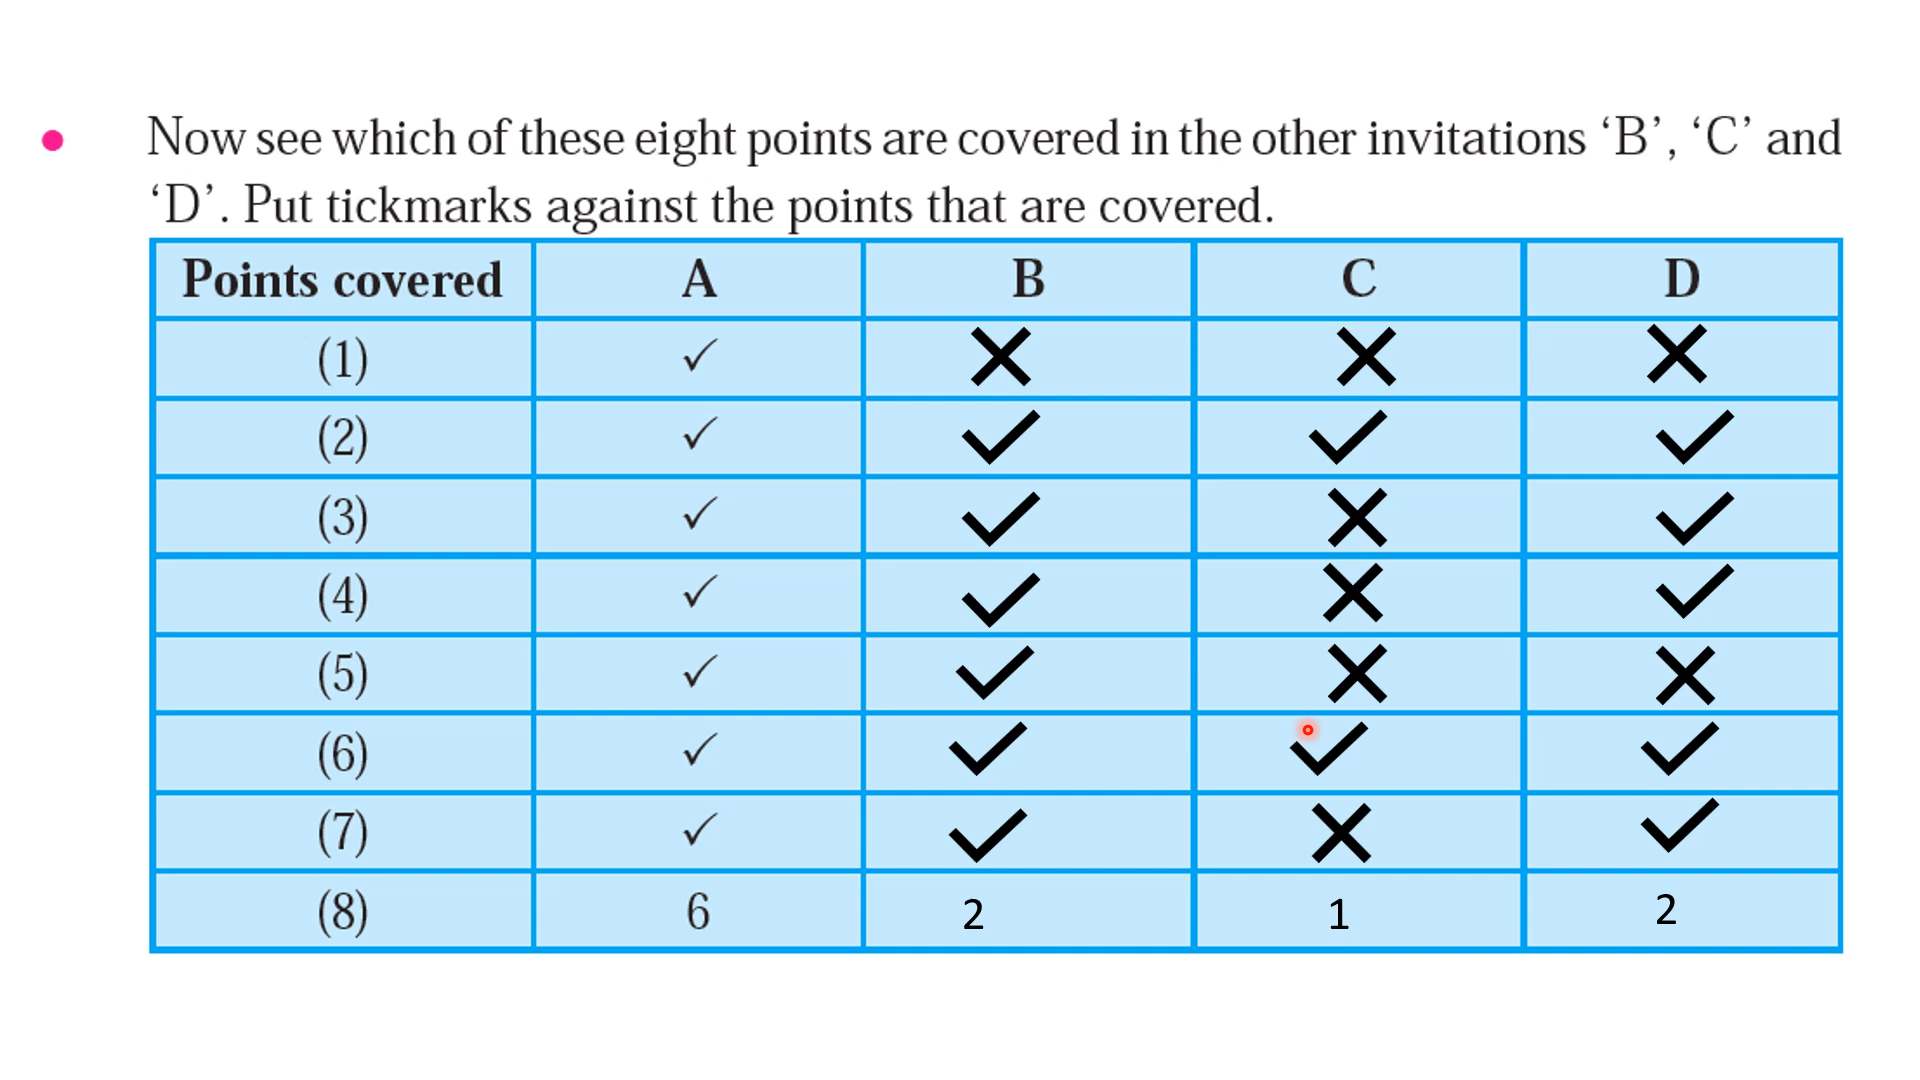 Now see which of these eight points are covered in the other invitations ‘B’, ‘C’ and
‘D’. Put tickmarks against the points that are covered.
Points covered A B C D
(1) ✓ ✕ ✕ ✕
(2) ✓ ✓ ✓ ✓
(3) ✓ ✓ ✕ ✓
(4) ✓ ✓ ✕ ✓
(5) ✓ ✓ ✕ ✕
(6) ✓ ✓ ✓ ✓
(7) ✓ ✓ ✕ ✓
(8) 6 2 1 2